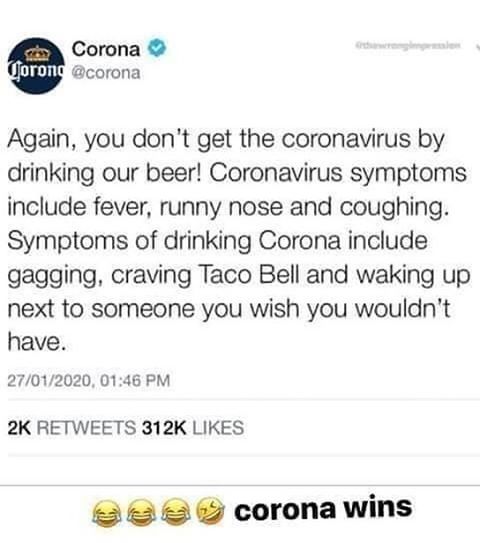 Corona
@thewrongimpression
Corona @corona
Again, you don't get the coronavirus by
drinking our beer! Coronavirus symptoms
include fever, runny nose and coughing.
Symptoms of drinking Corona include
gagging, craving Taco Bell and waking up
next to someone you wish you wouldn't
have.
27/01/2020, 01:46 PM
2K RETWEETS 312K LIKES
😂😂😂🤣 corona wins